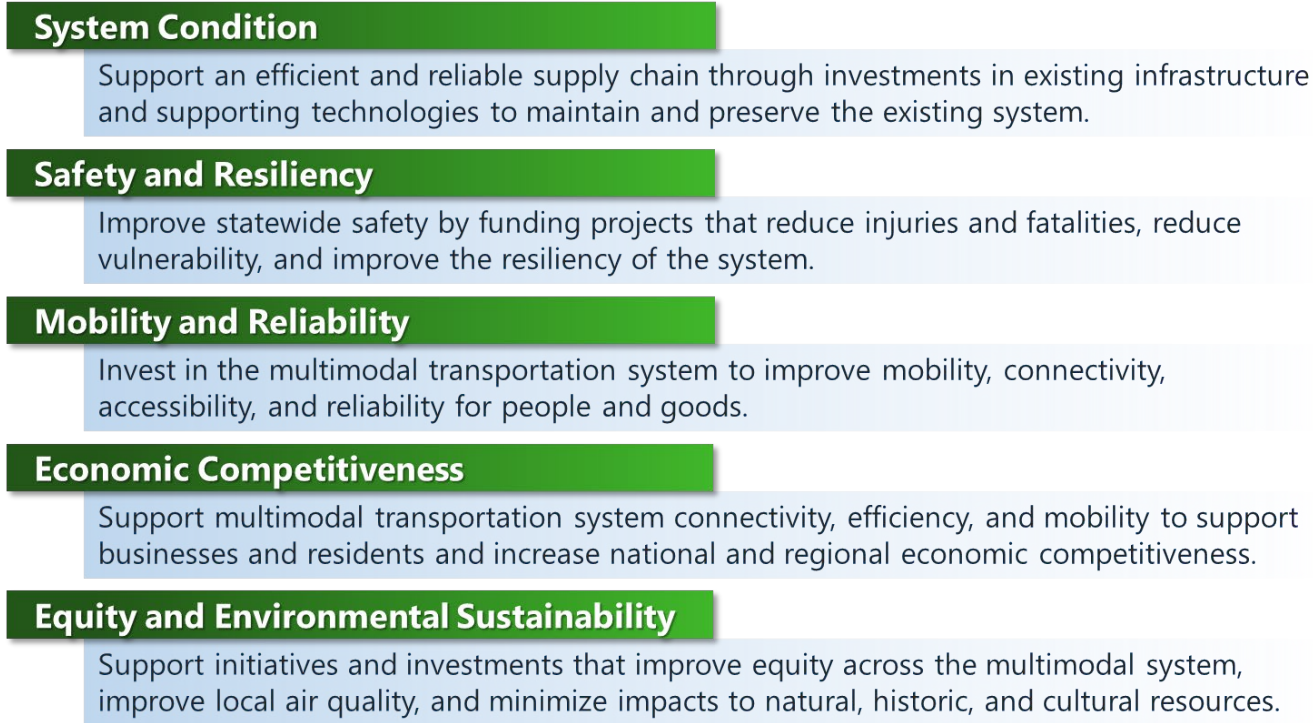 System Condition
Support an efficient and reliable supply chain through investments in existing infrastructure
and supporting technologies to maintain and preserve the existing system.
Safety and Resiliency
Improve statewide safety by funding projects that reduce injuries and fatalities, reduce
vulnerability, and improve the resiliency of the system.
Mobility and Reliability
Invest in the multimodal transportation system to improve mobility, connectivity,
accessibility, and reliability for people and goods.
Economic Competitiveness
Support multimodal transportation system connectivity, efficiency, and mobility to support
businesses and residents and increase national and regional economic competitiveness.
Equity and Environmental Sustainability
Support initiatives and investments that improve equity across the multimodal system,
improve local air quality, and minimize impacts to natural, historic, and cultural resources.